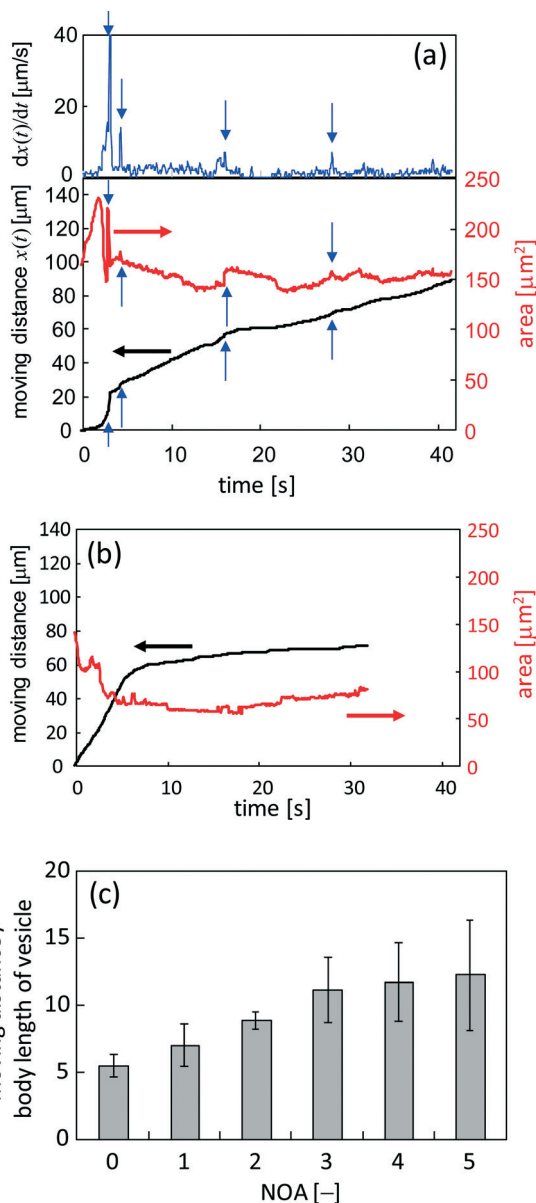 (a)
dx(t)/dt [μm/s]
40
20
0
moving distance x(t) [μm]
140
120
100
80
60
40
20
0
250
200
150
100
50
0
area [μm²]
0 10 20 30 40
time [s]
(b)
moving distance [μm]
140
120
100
80
60
40
20
0
250
200
150
100
50
0
area [μm²]
0 10 20 30 40
time [s]
(c)
body length of vesicle
20
15
10
5
0
0 1 2 3 4 5
NOA [–]